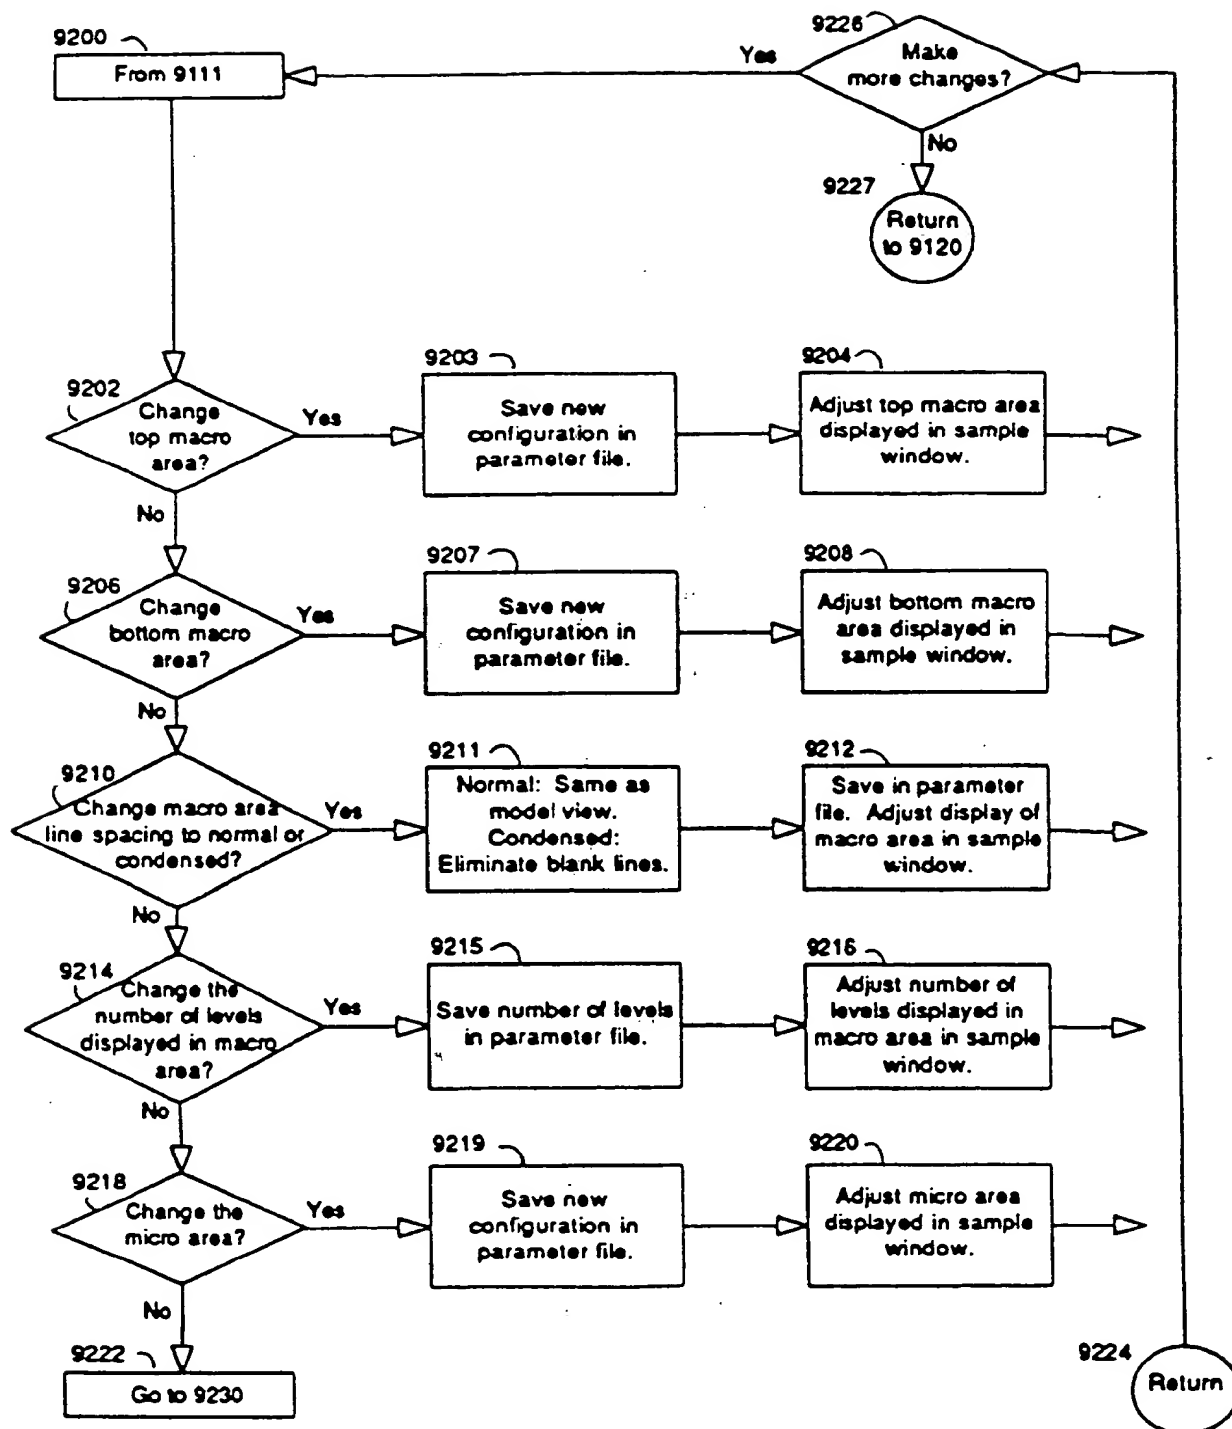 9200
From 9111
9226
Yes
Make
more changes?
No
9227
Return
to 9120
9202
Change
top macro
area?
Yes
No
9203
Save new
configuration in
parameter file.
9204
Adjust top macro area
displayed in sample
window.
9206
Change
bottom macro
area?
Yes
No
9207
Save new
configuration in
parameter file.
9208
Adjust bottom macro
area displayed in
sample window.
9210
Change macro area
line spacing to normal or
condensed?
Yes
No
9211
Normal: Same as
model view.
Condensed:
Eliminate blank lines.
9212
Save in parameter
file. Adjust display of
macro area in sample
window.
9214
Change the
number of levels
displayed in macro
area?
Yes
No
9215
Save number of levels
in parameter file.
9216
Adjust number of
levels displayed in
macro area in sample
window.
9218
Change the
micro area?
Yes
No
9219
Save new
configuration in
parameter file.
9220
Adjust micro area
displayed in sample
window.
9222
Go to 9230
9224
Return